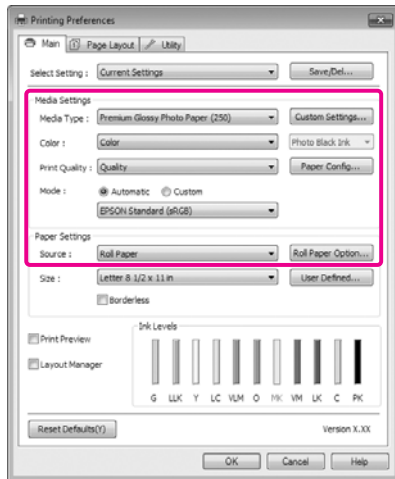 Printing Preferences
Main Page Layout Utility
Select Setting : Current Settings Save/Del...
Media Settings
Media Type : Premium Glossy Photo Paper (250) Custom Settings...
Color : Color Photo Black Ink
Print Quality : Quality Paper Config...
Mode : Automatic Custom
EPSON Standard (sRGB)
Paper Settings
Source : Roll Paper Roll Paper Option...
Size : Letter 8 1/2 x 11 in User Defined...
Borderless
Ink Levels
Print Preview
Layout Manager
G LLK Y LC VLM O MK VM LK C PK
Reset Defaults(Y) Version X.XX
OK Cancel Help